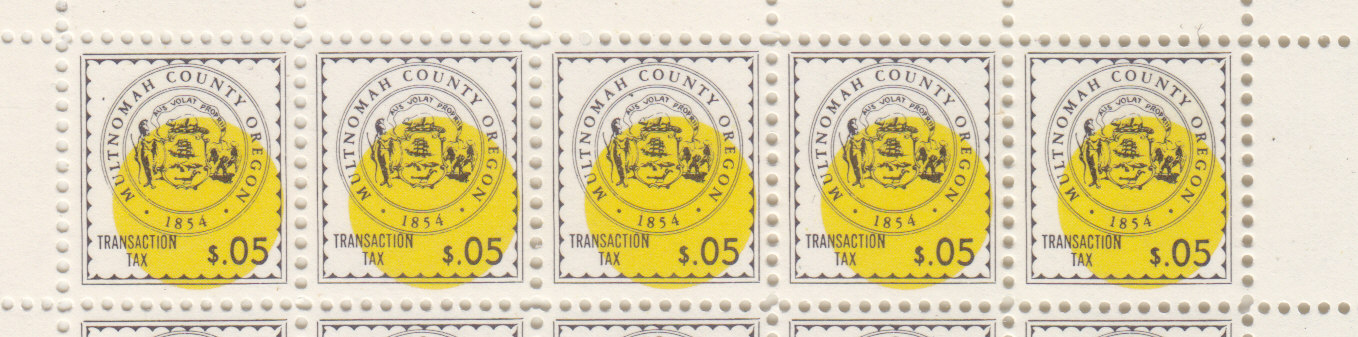 MULTNOMAH COUNTY OREGON
ALIS VOLAT PROPRIIS
· 1854 ·
TRANSACTION
TAX
$.05
MULTNOMAH COUNTY OREGON
ALIS VOLAT PROPRIIS
· 1854 ·
TRANSACTION
TAX
$.05
MULTNOMAH COUNTY OREGON
ALIS VOLAT PROPRIIS
· 1854 ·
TRANSACTION
TAX
$.05
MULTNOMAH COUNTY OREGON
ALIS VOLAT PROPRIIS
· 1854 ·
TRANSACTION
TAX
$.05
MULTNOMAH COUNTY OREGON
ALIS VOLAT PROPRIIS
· 1854 ·
TRANSACTION
TAX
$.05